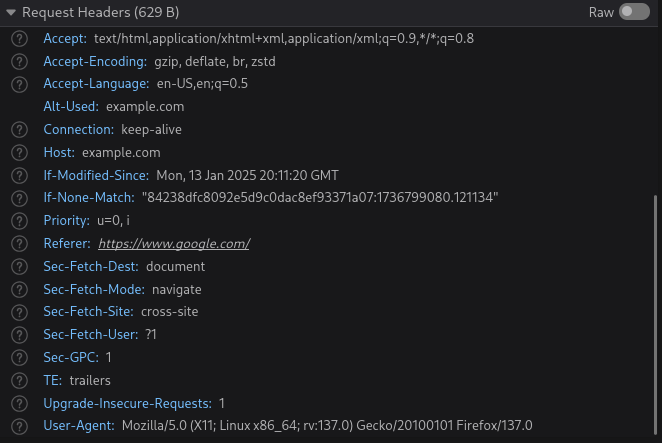 Request Headers (629 B) Raw
? Accept: text/html,application/xhtml+xml,application/xml;q=0.9,*/*;q=0.8
? Accept-Encoding: gzip, deflate, br, zstd
? Accept-Language: en-US,en;q=0.5
Alt-Used: example.com
? Connection: keep-alive
? Host: example.com
? If-Modified-Since: Mon, 13 Jan 2025 20:11:20 GMT
? If-None-Match: "84238dfc8092e5d9c0dac8ef93371a07:1736799080.121134"
? Priority: u=0, i
? Referer: https://www.google.com/
? Sec-Fetch-Dest: document
? Sec-Fetch-Mode: navigate
? Sec-Fetch-Site: cross-site
? Sec-Fetch-User: ?1
? Sec-GPC: 1
? TE: trailers
? Upgrade-Insecure-Requests: 1
? User-Agent: Mozilla/5.0 (X11; Linux x86_64; rv:137.0) Gecko/20100101 Firefox/137.0